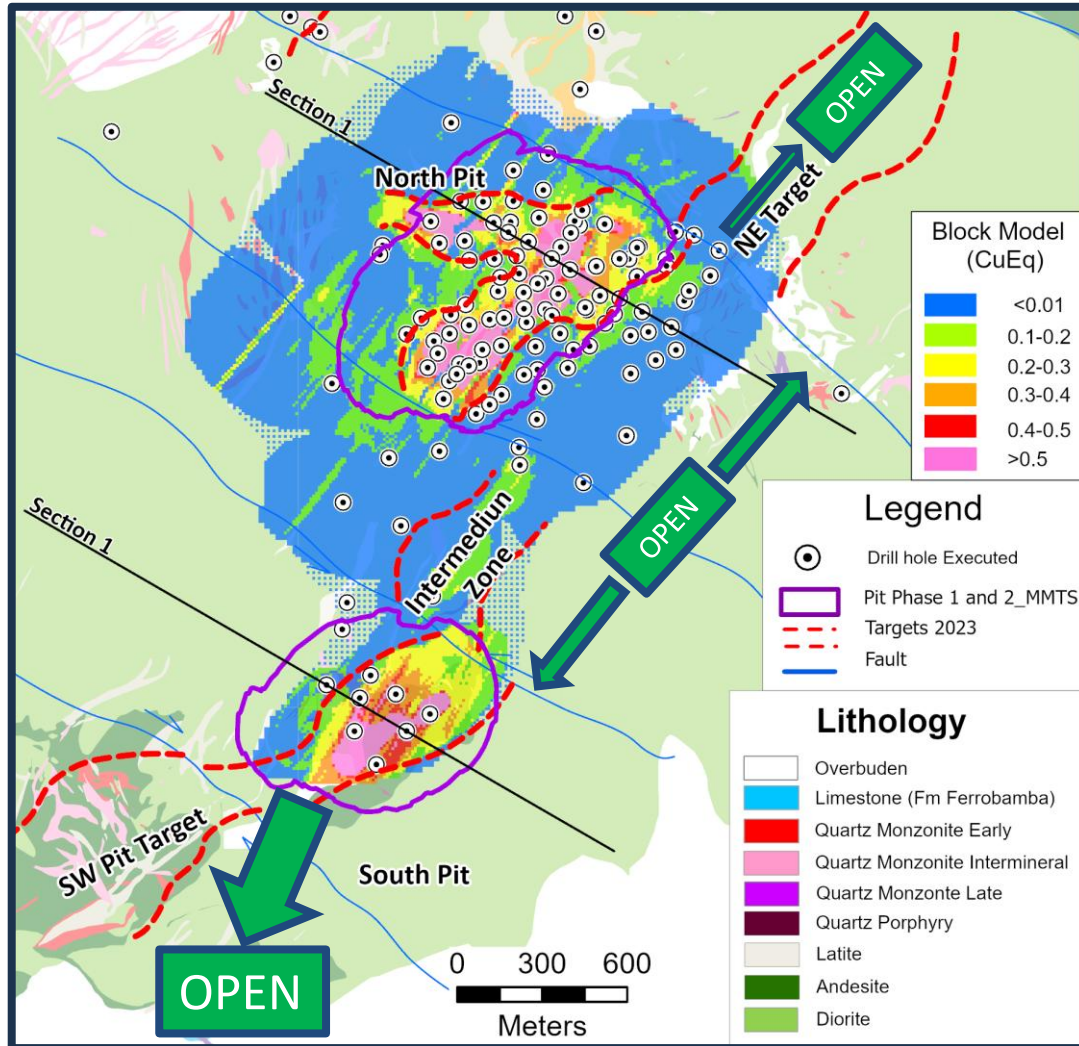 OPEN
Section 1
North Pit
NE Target
Block Model
(CuEq)
<0.01
0.1-0.2
0.2-0.3
0.3-0.4
0.4-0.5
>0.5
OPEN
Legend
Drill hole Executed
Pit Phase 1 and 2_MMTS
Targets 2023
Fault
Section 1
Intermediun
Zone
Lithology
Overbuden
Limestone (Fm Ferrobamba)
Quartz Monzonite Early
Quartz Monzonite Intermineral
Quartz Monzonte Late
Quartz Porphyry
Latite
Andesite
Diorite
SW Pit Target
South Pit
OPEN
0 300 600
Meters